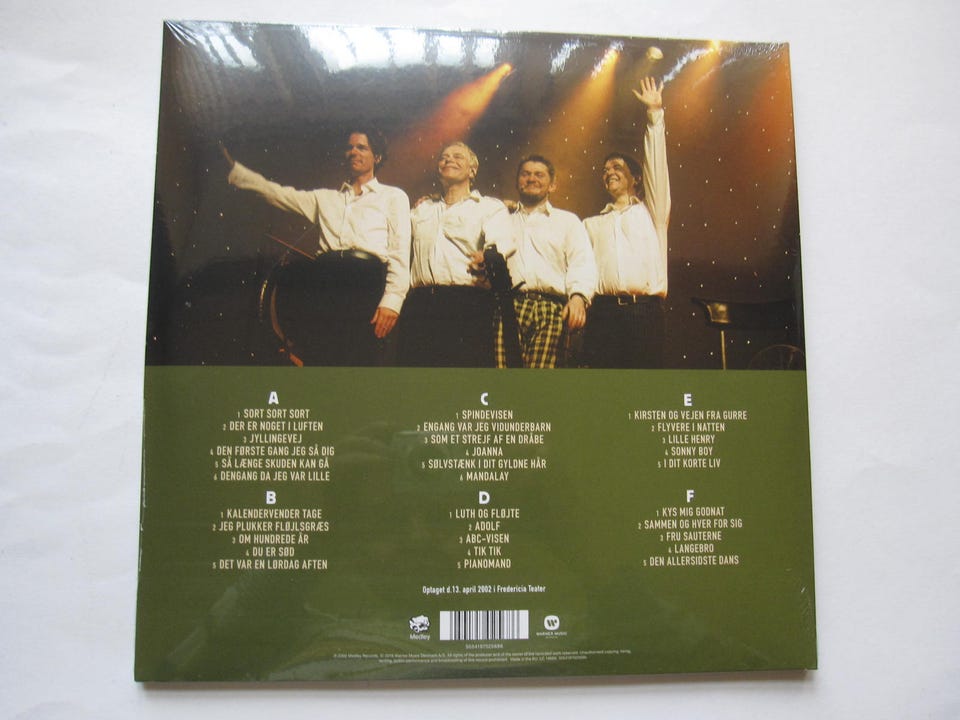 A
1 SORT SORT SORT
2 DER ER NOGET I LUFTEN
3 JYLLINGEVEJ
4 DEN FØRSTE GANG JEG SÅ DIG
5 SÅ LÆNGE SKUDEN KAN GÅ
6 DENGANG DA JEG VAR LILLE
B
1 KALENDERVENDER TAGE
2 JEG PLUKKER FLØJLSGRÆS
3 OM HUNDREDE ÅR
4 DU ER SØD
5 DET VAR EN LØRDAG AFTEN
C
1 SPINDEVISEN
2 ENGANG VAR JEG VIDUNDERBARN
3 SOM ET STREJF AF EN DRÅBE
4 JOANNA
5 SØLVSTÆNK I DIT GYLDNE HÅR
6 MANDALAY
D
1 LUTH OG FLØJTE
2 ADOLF
3 ABC-VISEN
4 TIK TIK
5 PIANOMAND
E
1 KIRSTEN OG VEJEN FRA GURRE
2 FLYVERE I NATTEN
3 LILLE HENRY
4 SONNY BOY
5 I DIT KORTE LIV
F
1 KYS MIG GODNAT
2 SAMMEN OG HVER FOR SIG
3 FRU SAUTERNE
4 LANGEBRO
5 DEN ALLERSIDSTE DANS
Optaget d.13. april 2002 i Fredericia Teater
Medley
WARNER MUSIC